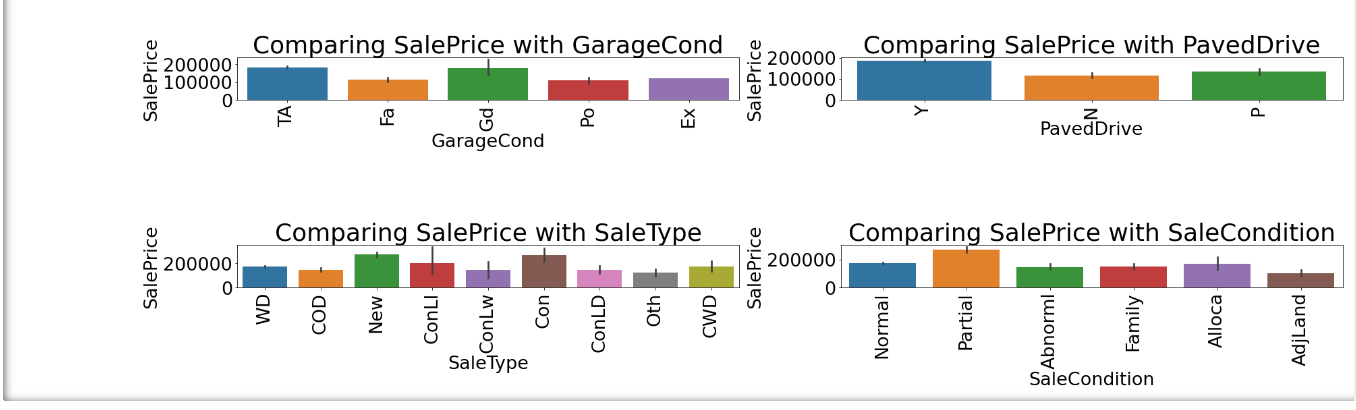 Comparing SalePrice with GarageCond
SalePrice
200000
100000
0
TA
Fa
Gd
Po
Ex
GarageCond
Comparing SalePrice with PavedDrive
SalePrice
200000
100000
0
Y
N
P
PavedDrive
Comparing SalePrice with SaleType
SalePrice
200000
0
WD
COD
New
ConLI
ConLw
Con
ConLD
Oth
CWD
SaleType
Comparing SalePrice with SaleCondition
SalePrice
200000
0
Normal
Partial
Abnorml
Family
Alloca
AdjLand
SaleCondition